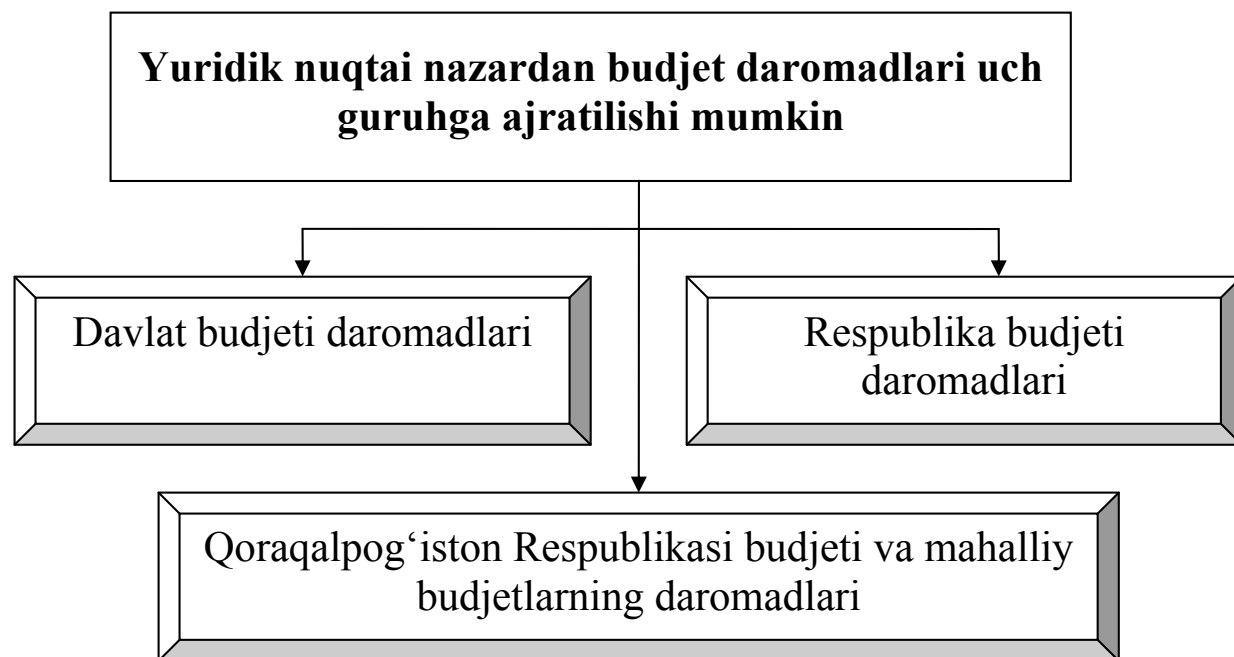 Yuridik nuqtai nazardan budjet daromadlari uch
guruhga ajratilishi mumkin
Davlat budjeti daromadlari
Respublika budjeti
daromadlari
Qoraqalpog‘iston Respublikasi budjeti va mahalliy
budjetlarning daromadlari